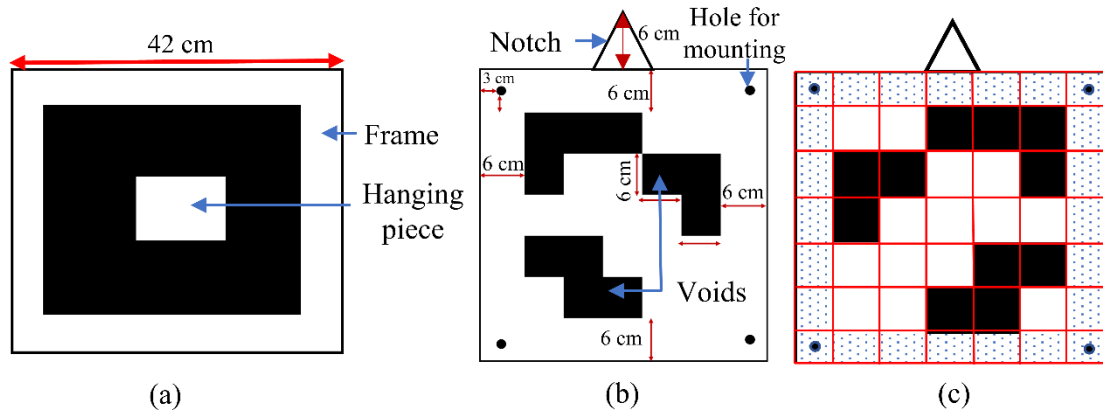 42 cm
Frame
Hanging
piece
(a)
Notch
6 cm
Hole for
mounting
3 cm
6 cm
6 cm
6 cm
6 cm
Voids
6 cm
(b)
(c)